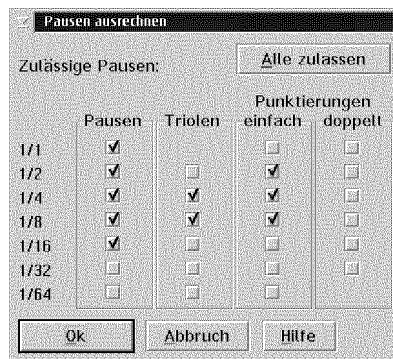 Pausen ausrechnen
Zulässige Pausen:
Alle zulassen
Punktierungen
Pausen Triolen einfach doppelt
1/1
1/2
1/4
1/8
1/16
1/32
1/64
Ok Abbruch Hilfe